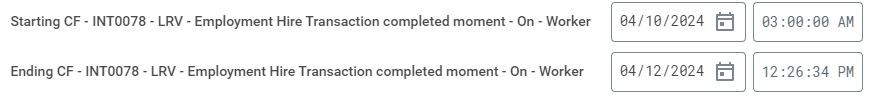 Starting CF - INT0078 - LRV - Employment Hire Transaction completed moment - On - Worker 04/10/2024 03:00:00 AM
Ending CF - INT0078 - LRV - Employment Hire Transaction completed moment - On - Worker 04/12/2024 12:26:34 PM